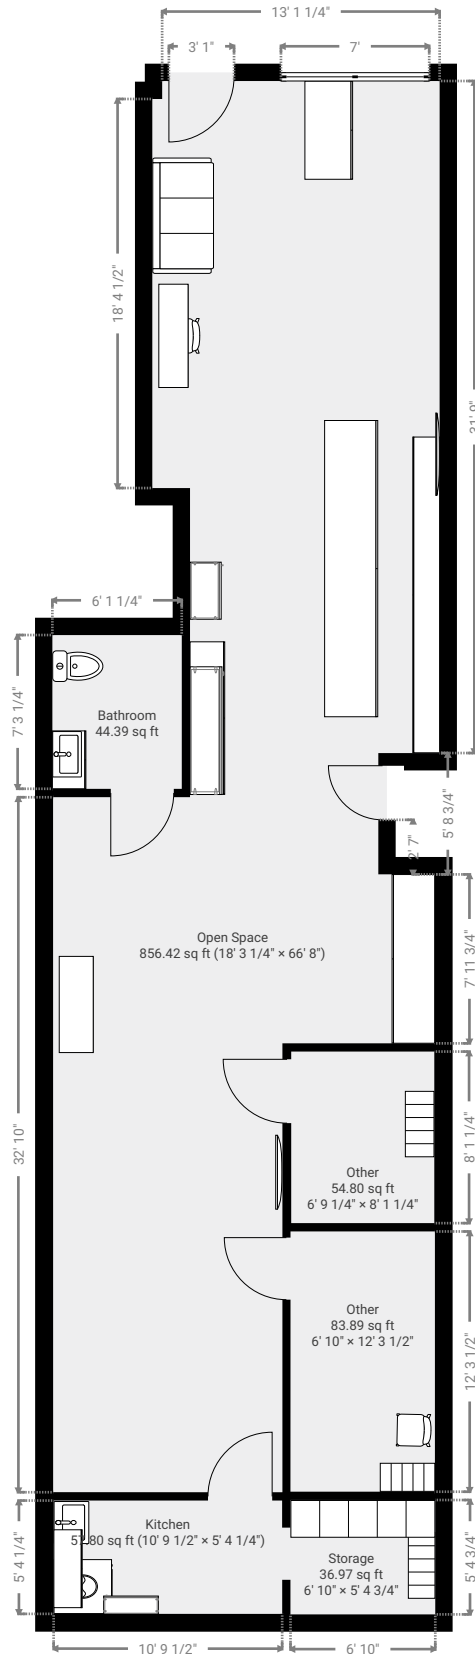 13' 1 1/4"
3' 1"
7'
18' 4 1/2"
31' 9"
6' 1 1/4"
7' 3 1/4"
Bathroom
44.39 sq ft
5' 8 3/4"
2' 7"
Open Space
856.42 sq ft (18' 3 1/4" × 66' 8")
7' 11 3/4"
32' 10"
8' 1 1/4"
Other
54.80 sq ft
6' 9 1/4" × 8' 1 1/4"
Other
83.89 sq ft
6' 10" × 12' 3 1/2"
12' 3 1/2"
Kitchen
sq ft (10' 9 1/2" × 5' 4 1/4")
5' 4 1/4"
Storage
36.97 sq ft
6' 10" × 5' 4 3/4"
5' 4 3/4"
10' 9 1/2"
6' 10"